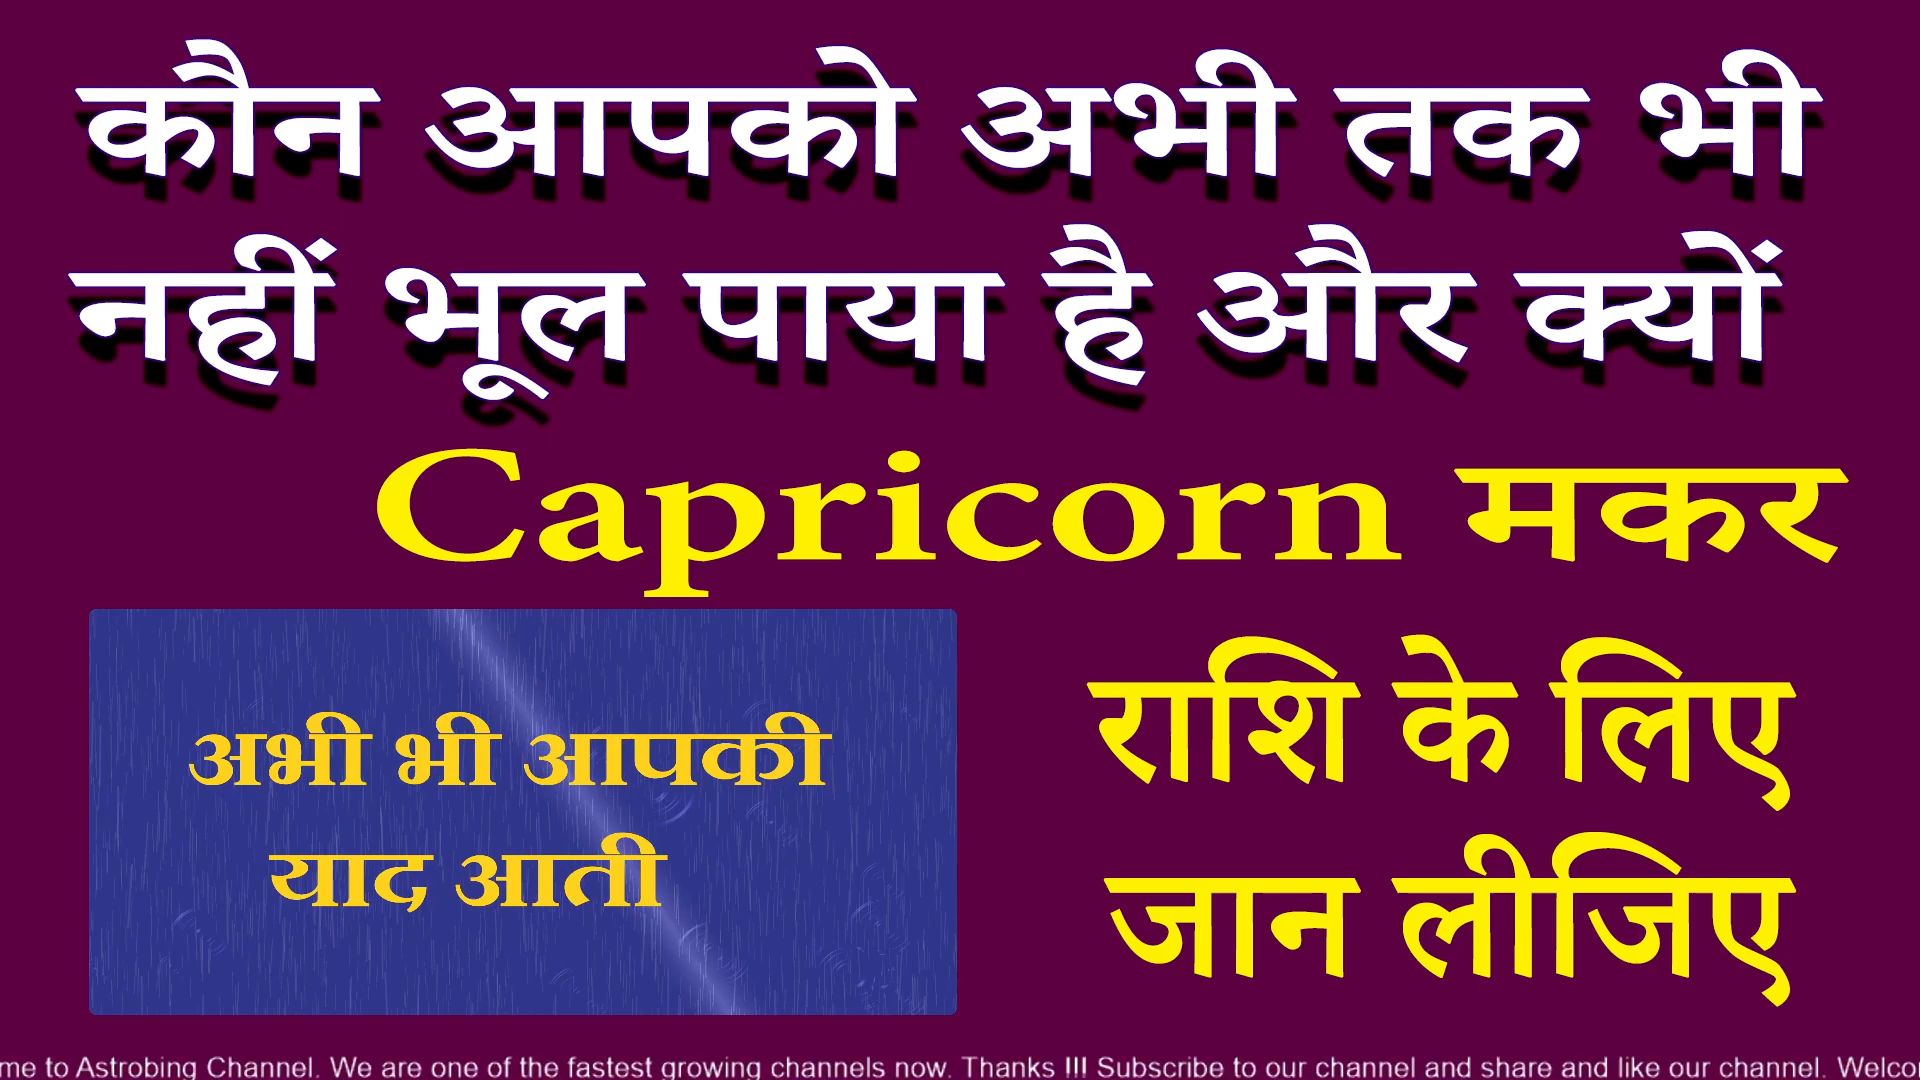 कौन आपको अभी तक भी
नहीं भूल पाया है और क्यों
Capricorn मकर
राशि के लिए
जान लीजिए
अभी भी आपकी
याद आती
me to Astrobing Channel. We are one of the fastest growing channels now. Thanks !!! Subscribe to our channel and share and like our channel. Welco